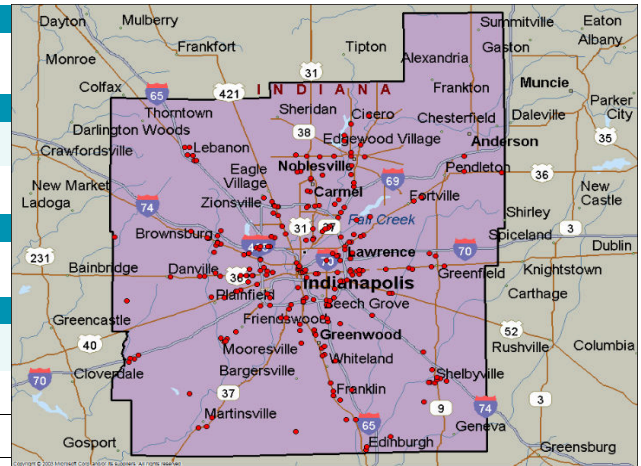 Dayton
Mulberry
Summitville
Eaton
Albany
Frankfort
Tipton
Gaston
Monroe
Alexandria
31
Colfax
65
421
INDIANA
Frankton
Muncie
Thorntown
Sheridan
Cicero
Chesterfield
Daleville
Parker
City
Darlington Woods
38
Edgewood Village
Anderson
35
Crawfordsville
Lebanon
Noblesville
Pendleton
Eagle
Village
69
36
New Market
Carmel
Fortville
New
Castle
Ladoga
74
Zionsville
Fall Creek
Shirley
Brownsburg
31
37
Spiceland
3
Lawrence
70
Dublin
231
Bainbridge
Danville
36
Greenfield
Knightstown
Indianapolis
Plainfield
Beech Grove
Carthage
Greencastle
Friendswood
52
40
Greenwood
Rushville
Columbia
Mooresville
Whiteland
70
Cloverdale
Bargersville
Shelbyville
37
Franklin
3
Martinsville
9
74
65
Geneva
Gosport
Edinburgh
Greensburg